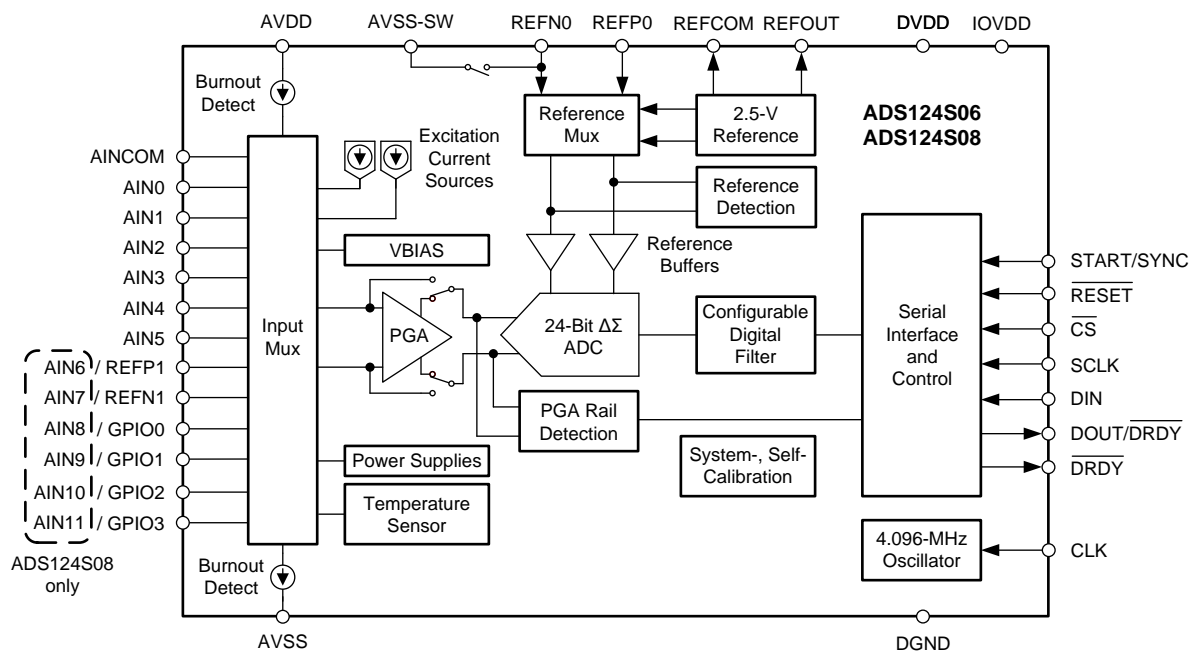 AVDD
AVSS-SW
REFN0
REFP0
REFCOM
REFOUT
DVDD
IOVDD
Burnout
Detect
Reference
Mux
2.5-V
Reference
ADS124S06
ADS124S08
Excitation
Current
Sources
Reference
Detection
AINCOM
AIN0
AIN1
AIN2
AIN3
AIN4
AIN5
AIN6 / REFP1
AIN7 / REFN1
AIN8 / GPIO0
AIN9 / GPIO1
AIN10 / GPIO2
AIN11 / GPIO3
ADS124S08
only
Input
Mux
VBIAS
Reference
Buffers
PGA
24-Bit ΔΣ
ADC
Configurable
Digital
Filter
Serial
Interface
and
Control
START/SYNC
RESET
CS
SCLK
DIN
DOUT/DRDY
DRDY
PGA Rail
Detection
System-, Self-
Calibration
Power Supplies
Temperature
Sensor
4.096-MHz
Oscillator
CLK
Burnout
Detect
AVSS
DGND